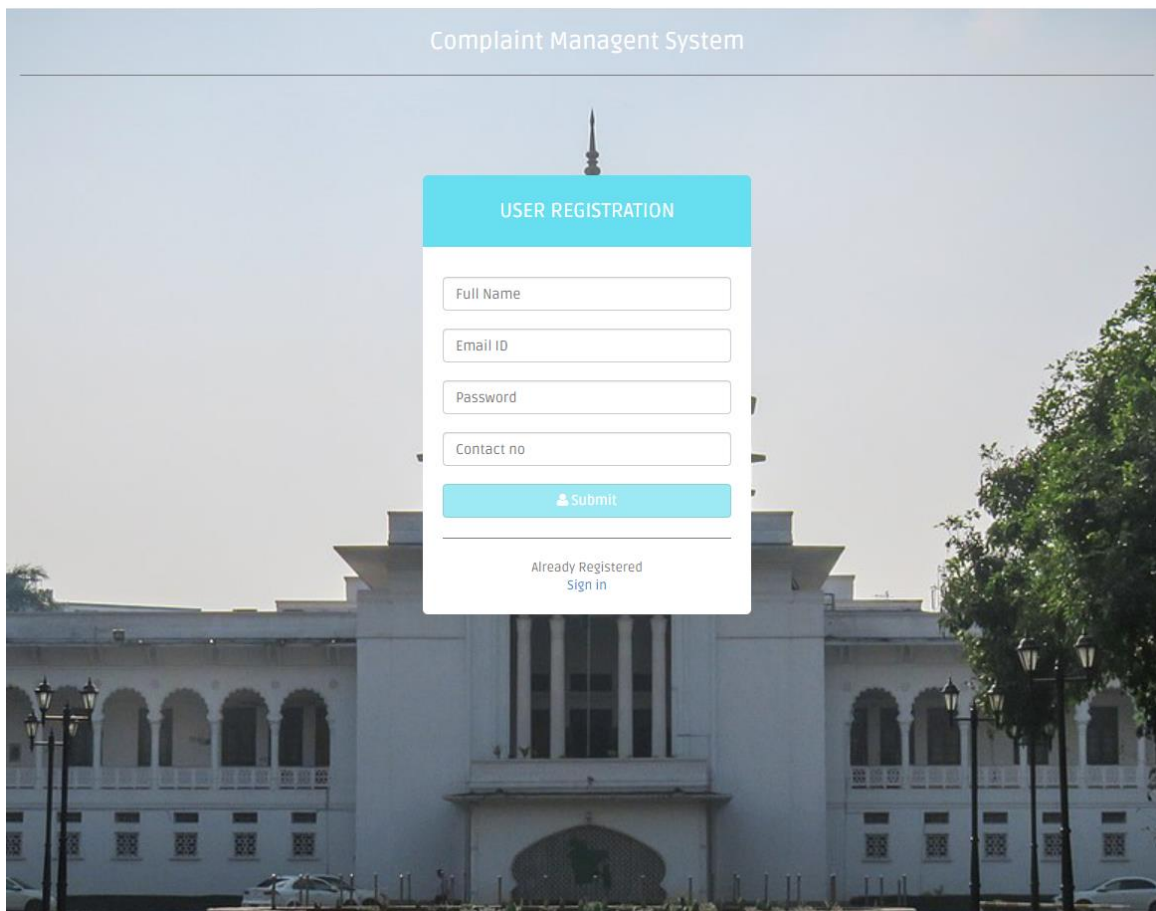 Complaint Managent System
USER REGISTRATION
Full Name
Email ID
Password
Contact no
Submit
Already Registered
Sign in